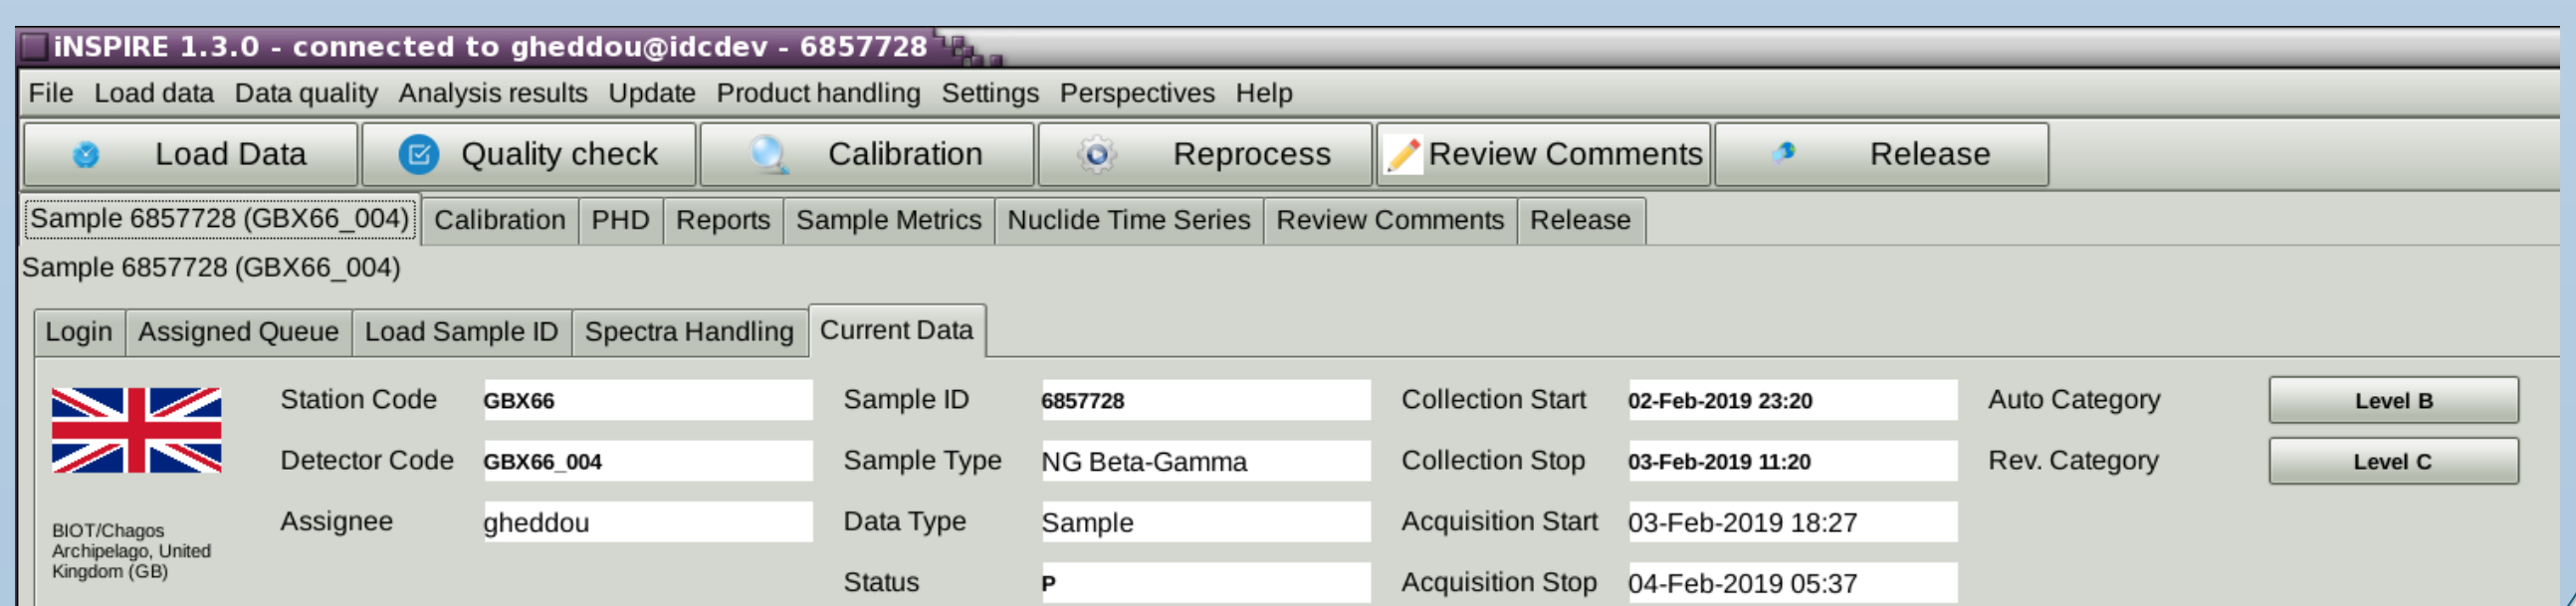 iNSPIRE 1.3.0 - connected to gheddou@idcdev - 6857728
File Load data Data quality Analysis results Update Product handling Settings Perspectives Help
Load Data Quality check Calibration Reprocess Review Comments Release
Sample 6857728 (GBX66_004) Calibration PHD Reports Sample Metrics Nuclide Time Series Review Comments Release
Sample 6857728 (GBX66_004)
Login Assigned Queue Load Sample ID Spectra Handling Current Data
Station Code GBX66 Sample ID 6857728 Collection Start 02-Feb-2019 23:20 Auto Category Level B
Detector Code GBX66_004 Sample Type NG Beta-Gamma Collection Stop 03-Feb-2019 11:20 Rev. Category Level C
Assignee gheddou Data Type Sample Acquisition Start 03-Feb-2019 18:27
BIOT/Chagos
Archipelago, United
Kingdom (GB)
Status P Acquisition Stop 04-Feb-2019 05:37